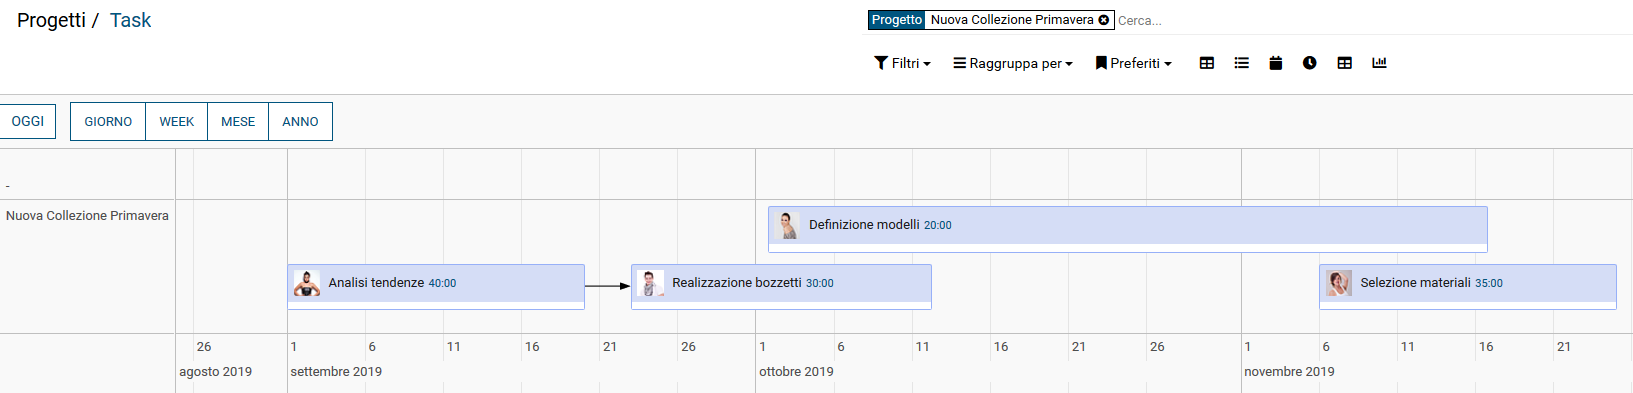 Progetti / Task
Progetto Nuova Collezione Primavera Cerca...
Filtri Raggruppa per Preferiti
OGGI GIORNO WEEK MESE ANNO
-
Nuova Collezione Primavera
Definizione modelli 20:00
Analisi tendenze 40:00 Realizzazione bozzetti 30:00 Selezione materiali 35:00
26 1 6 11 16 21 26 1 6 11 16 21 26 1 6 11 16 21
agosto 2019 settembre 2019 ottobre 2019 novembre 2019